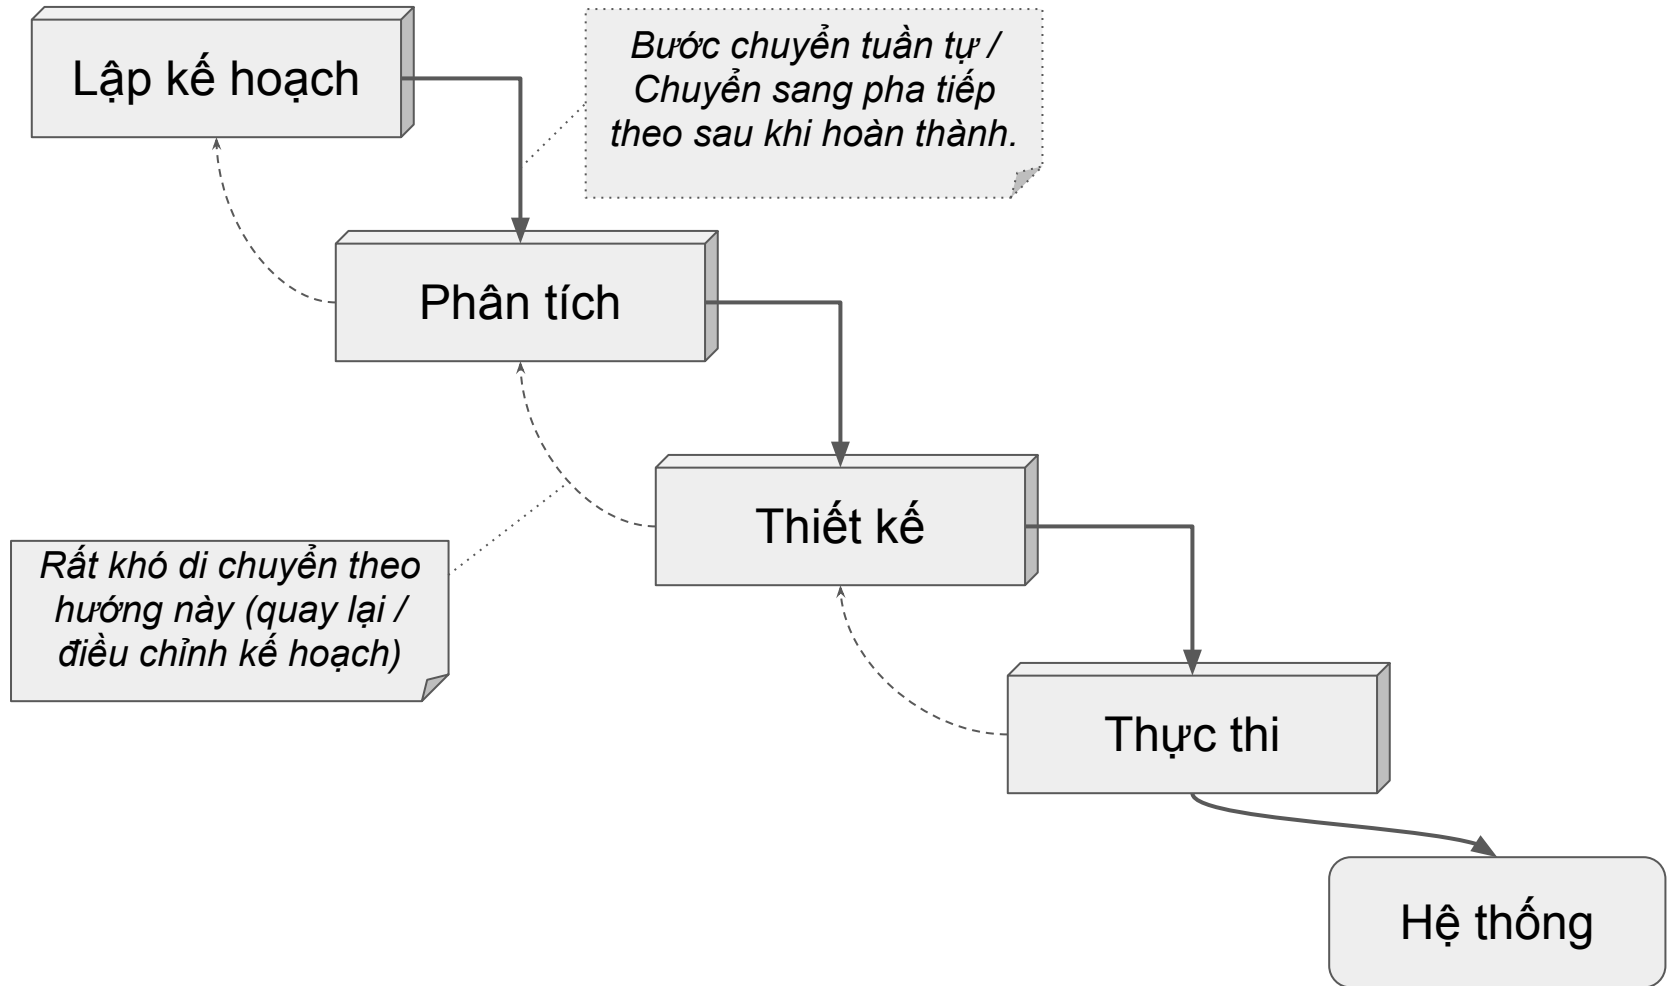 Lập kế hoạch
Bước chuyển tuần tự /
Chuyển sang pha tiếp
theo sau khi hoàn thành.
Phân tích
Thiết kế
Rất khó di chuyển theo
hướng này (quay lại /
điều chỉnh kế hoạch)
Thực thi
Hệ thống